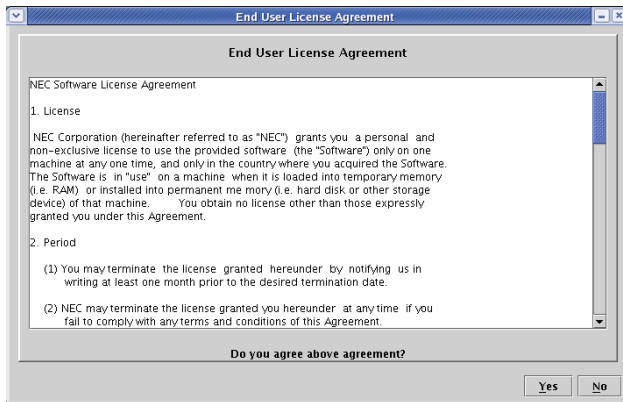 End User License Agreement
End User License Agreement
NEC Software License Agreement
1. License
NEC Corporation (hereinafter referred to as "NEC") grants you a personal and
non-exclusive license to use the provided software (the "Software") only on one
machine at any one time, and only in the country where you acquired the Software.
The Software is in "use" on a machine when it is loaded into temporary memory
(i.e. RAM) or installed into permanent me mory (i.e. hard disk or other storage
device) of that machine. You obtain no license other than those expressly
granted you under this Agreement.
2. Period
(1) You may terminate the license granted hereunder by notifying us in
writing at least one month prior to the desired termination date.
(2) NEC may terminate the license granted you hereunder at any time if you
fail to comply with any terms and conditions of this Agreement.
Do you agree above agreement?
Yes No